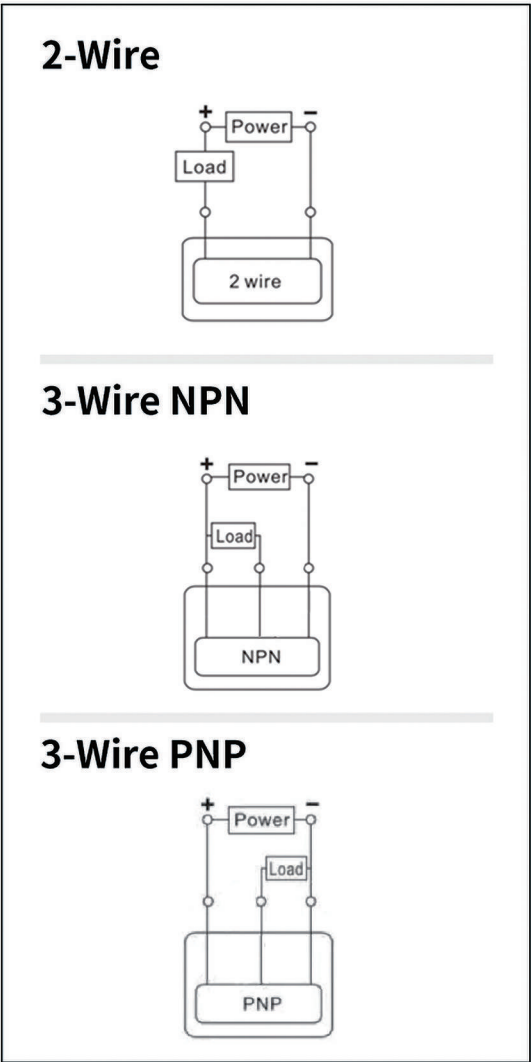 2-Wire
+ −
Power
Load
2 wire
3-Wire NPN
+ −
Power
Load
NPN
3-Wire PNP
+ −
Power
Load
PNP